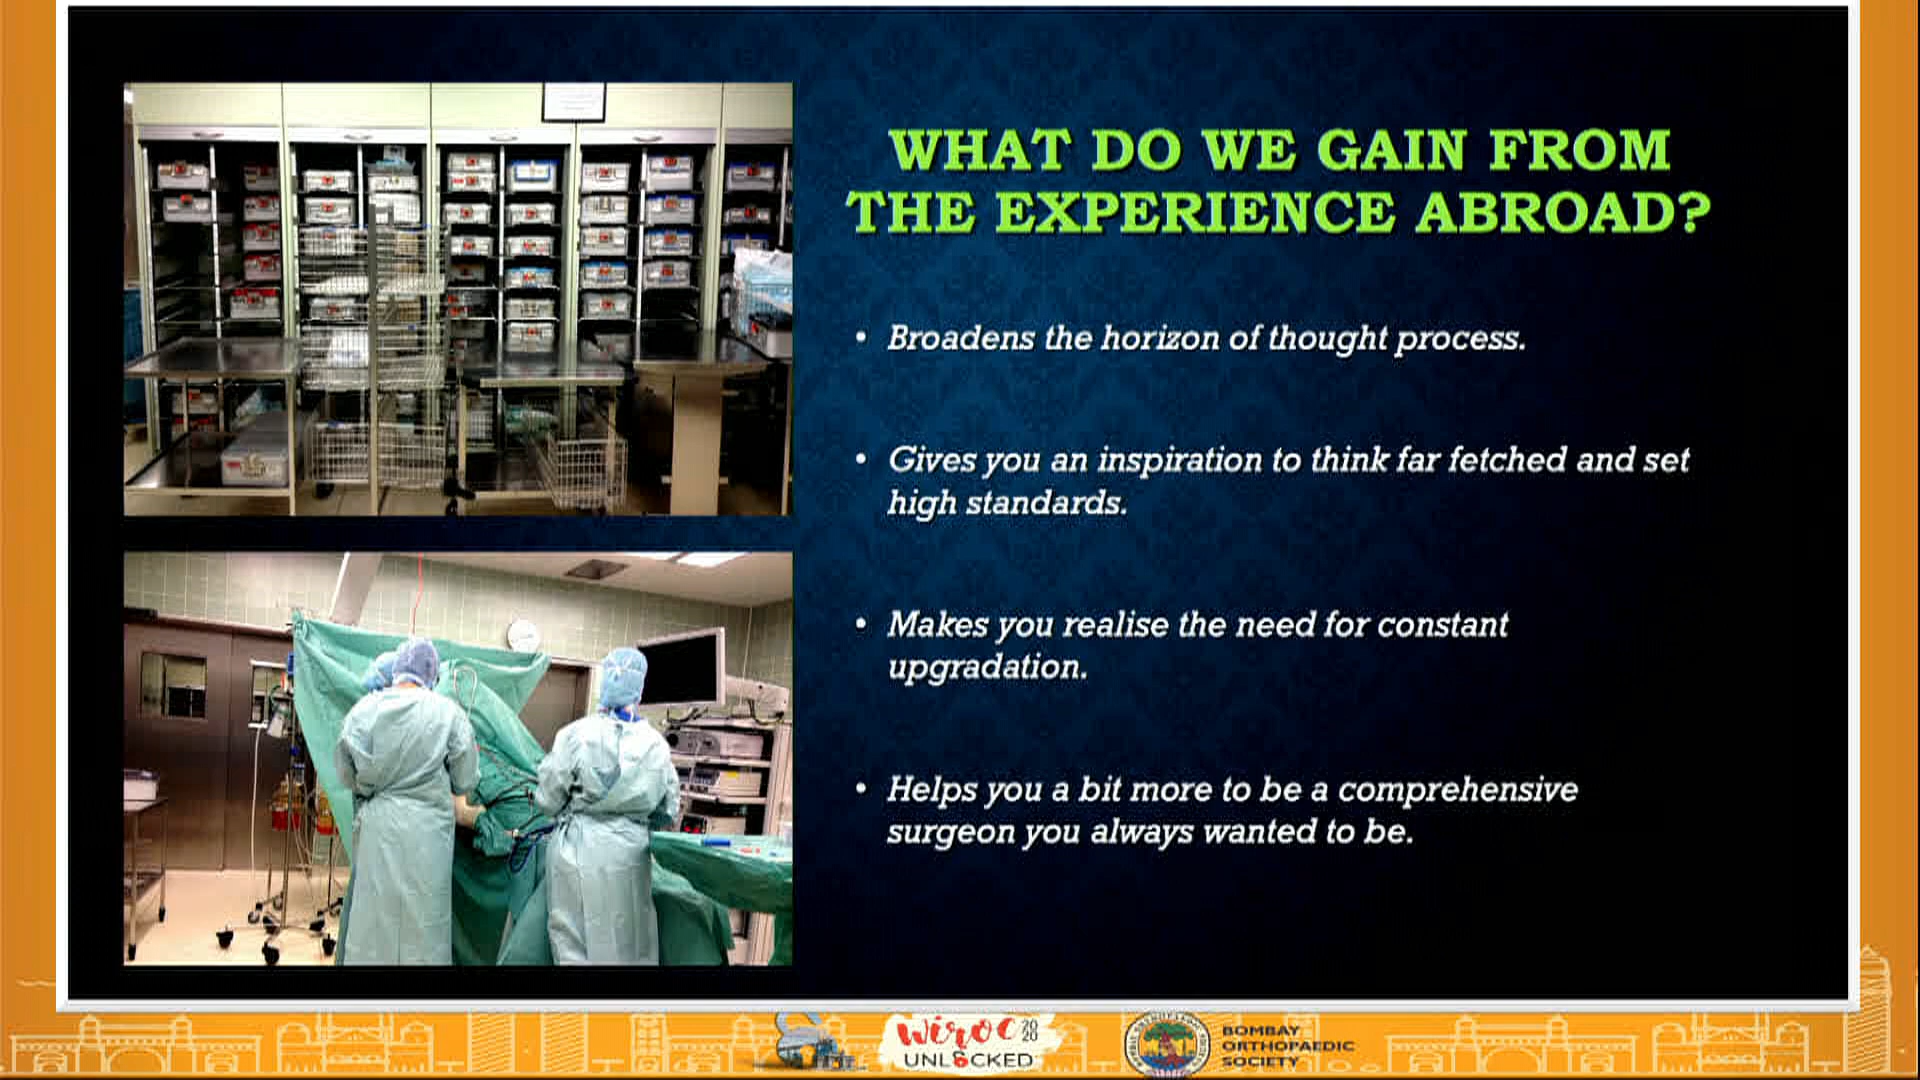 WHAT DO WE GAIN FROM
THE EXPERIENCE ABROAD?
• Broadens the horizon of thought process.
• Gives you an inspiration to think far fetched and set
high standards.
• Makes you realise the need for constant
upgradation.
• Helps you a bit more to be a comprehensive
surgeon you always wanted to be.
WiROC 2020
UNLOCKED
BOMBAY
ORTHOPAEDIC
SOCIETY